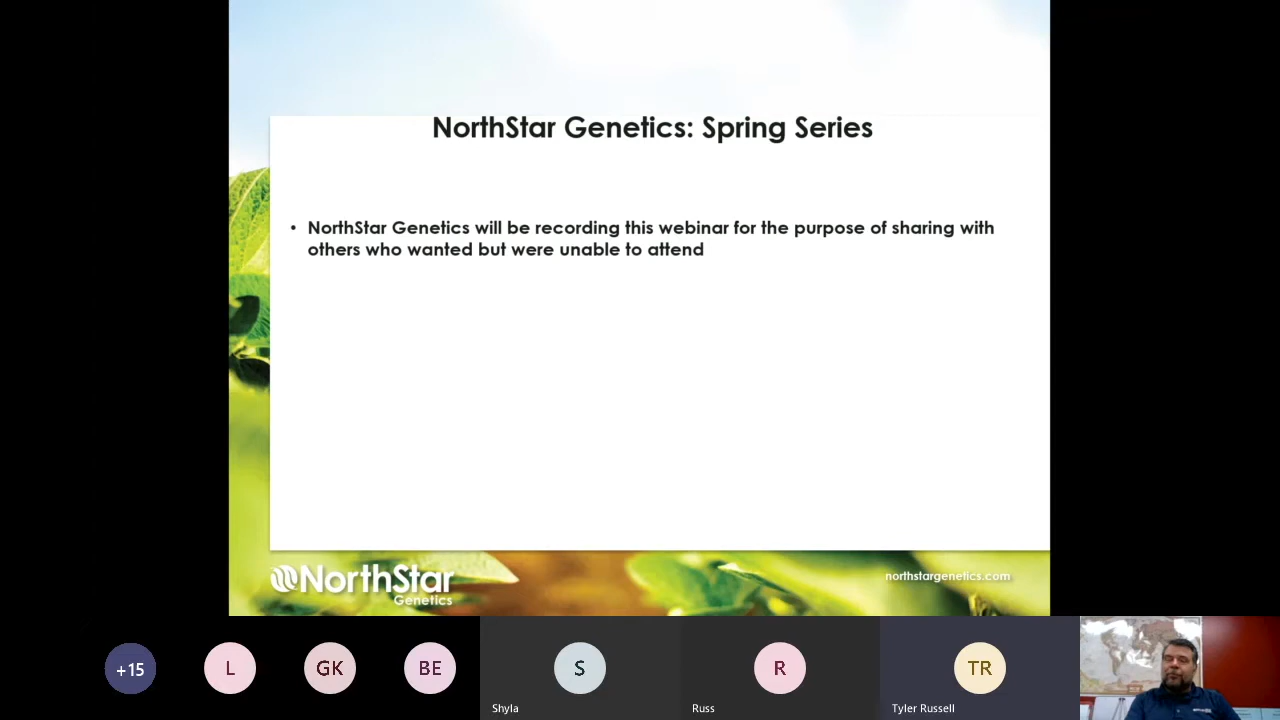 NorthStar Genetics: Spring Series
• NorthStar Genetics will be recording this webinar for the purpose of sharing with
others who wanted but were unable to attend
NorthStar
Genetics
northstargenetics.com
+15
L
GK
BE
S
R
TR
Shyla
Russ
Tyler Russell